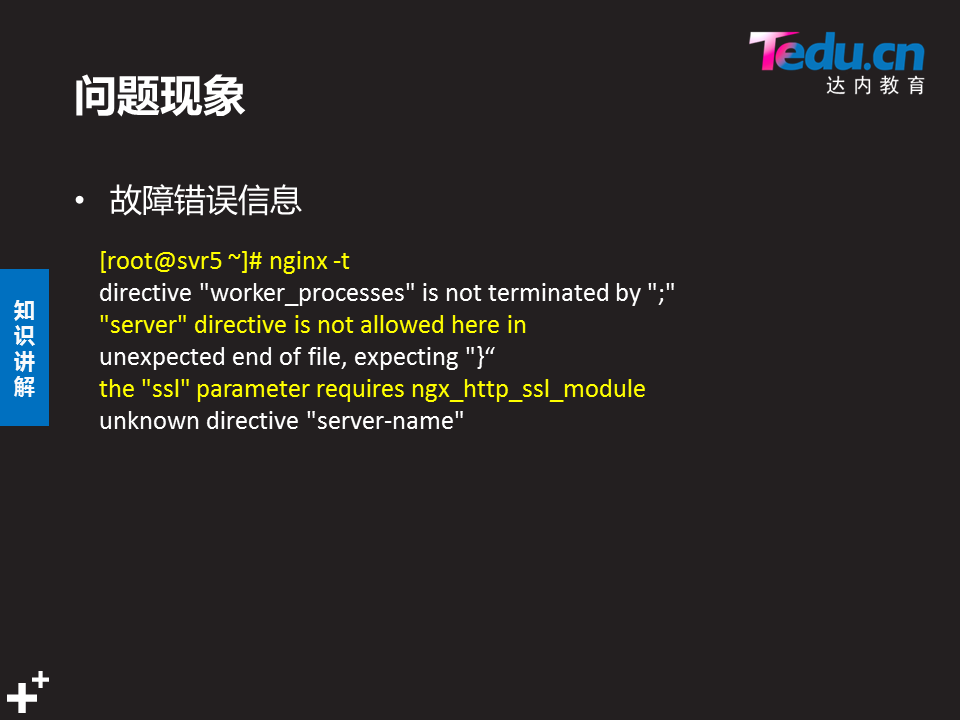 Tedu.cn
达内教育
问题现象
• 故障错误信息
[root@svr5 ~]# nginx -t
directive "worker_processes" is not terminated by ";"
"server" directive is not allowed here in
unexpected end of file, expecting "}“
the "ssl" parameter requires ngx_http_ssl_module
unknown directive "server-name"
知识讲解